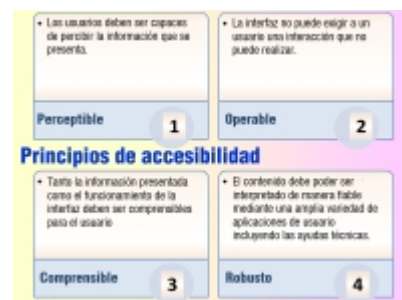 • Los usuarios deben ser capaces
de percibir la información que se
presenta.
Perceptible 1
• La interfaz no puede exigir a un
usuario una interacción que no
puede realizar.
Operable 2
Principios de accesibilidad
• Tanto la información presentada
como el funcionamiento de la
interfaz deben ser comprensibles
para el usuario
Comprensible 3
• El contenido debe poder ser
interpretado de manera fiable
mediante una amplia variedad de
aplicaciones de usuario
incluyendo las ayudas técnicas.
Robusto 4